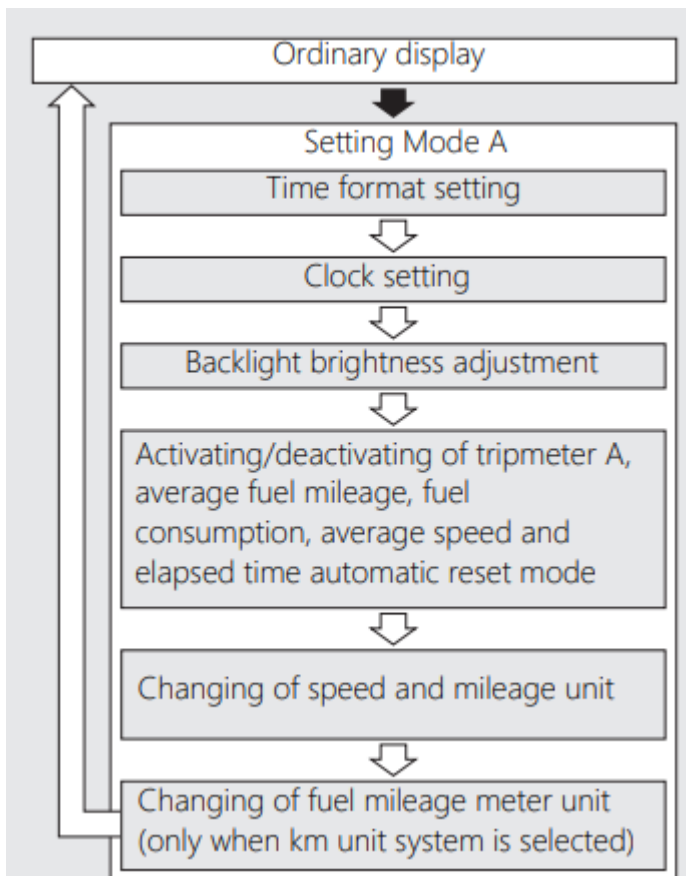 Ordinary display
Setting Mode A
Time format setting
Clock setting
Backlight brightness adjustment
Activating/deactivating of tripmeter A,
average fuel mileage, fuel
consumption, average speed and
elapsed time automatic reset mode
Changing of speed and mileage unit
Changing of fuel mileage meter unit
(only when km unit system is selected)